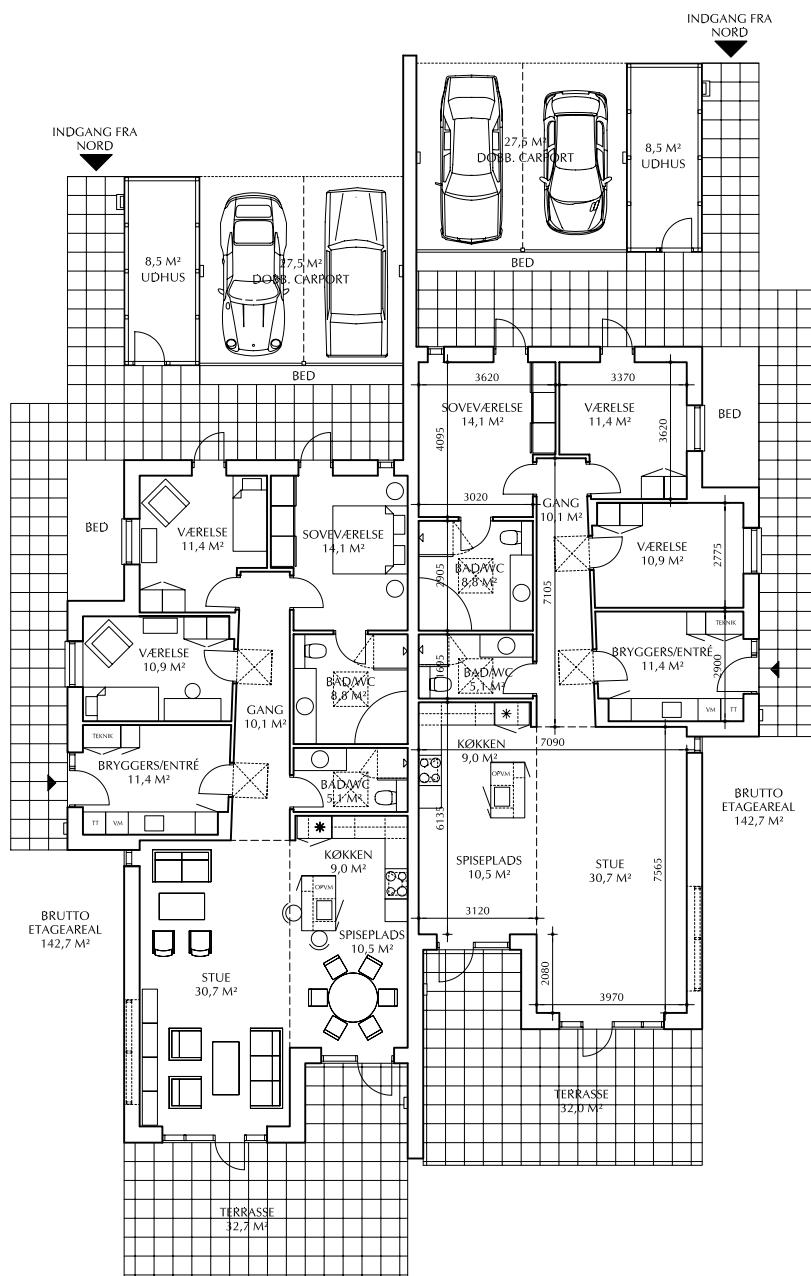 INDGANG FRA
NORD
27,5 M²
DOBB. CARPORT
8,5 M²
UDHUS
BED
INDGANG FRA
NORD
8,5 M²
UDHUS
27,5 M²
DOBB. CARPORT
BED
3620
3370
SOVEVÆRELSE
14,1 M²
4095
VÆRELSE
11,4 M²
3620
BED
3020
GANG
10,1 M²
BAD/WC
8,8 M²
2905
7105
VÆRELSE
10,9 M²
2775
TEKNIK
BRYGGERS/ENTRÉ
11,4 M²
2900
VM
TT
1695
BAD/WC
5,1 M²
KØKKEN
9,0 M²
7090
OPVM
6135
SPISEPLADS
10,5 M²
STUE
30,7 M²
7565
3120
2080
3970
BRUTTO
ETAGEAREAL
142,7 M²
TERRASSE
32,0 M²
BED
VÆRELSE
11,4 M²
SOVEVÆRELSE
14,1 M²
VÆRELSE
10,9 M²
GANG
10,1 M²
BAD/WC
8,8 M²
TEKNIK
BRYGGERS/ENTRÉ
11,4 M²
TT
VM
BAD/WC
5,1 M²
KØKKEN
9,0 M²
OPVM
SPISEPLADS
10,5 M²
STUE
30,7 M²
BRUTTO
ETAGEAREAL
142,7 M²
TERRASSE
32,7 M²